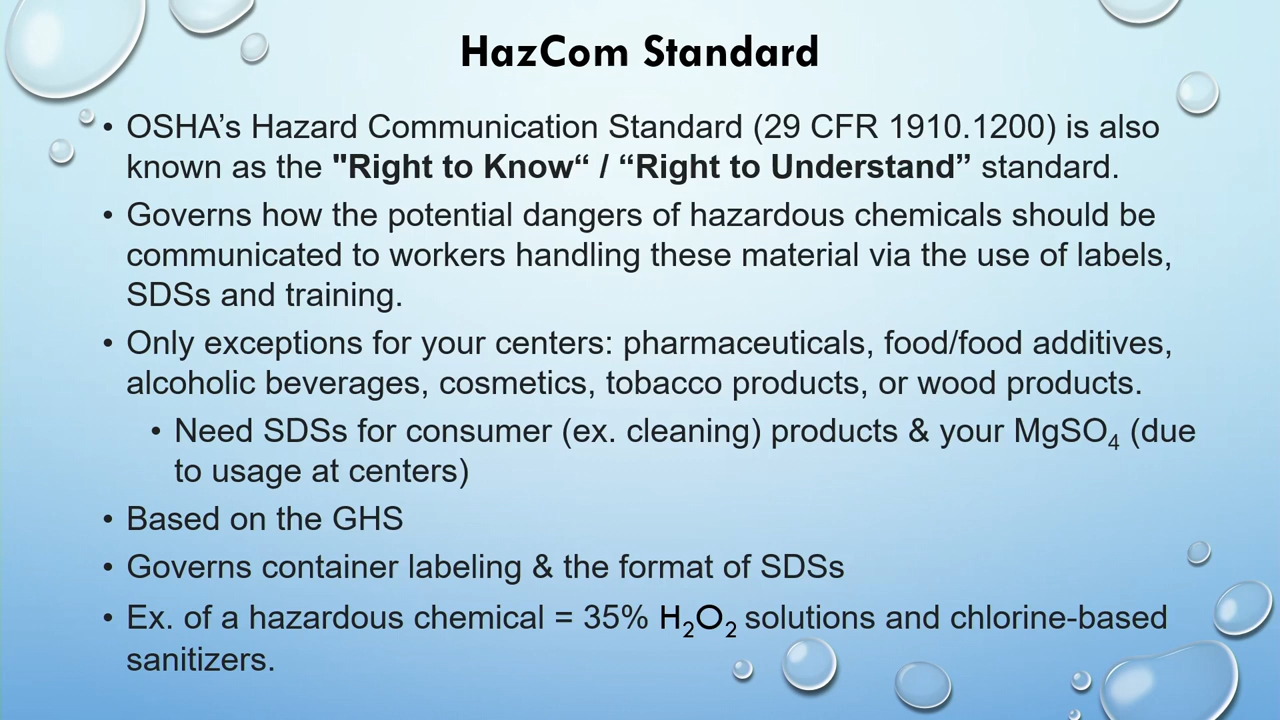 HazCom Standard
• OSHA’s Hazard Communication Standard (29 CFR 1910.1200) is also
known as the "Right to Know“ / “Right to Understand” standard.
• Governs how the potential dangers of hazardous chemicals should be
communicated to workers handling these material via the use of labels,
SDSs and training.
• Only exceptions for your centers: pharmaceuticals, food/food additives,
alcoholic beverages, cosmetics, tobacco products, or wood products.
• Need SDSs for consumer (ex. cleaning) products & your MgSO₄ (due
to usage at centers)
• Based on the GHS
• Governs container labeling & the format of SDSs
• Ex. of a hazardous chemical = 35% H₂O₂ solutions and chlorine-based
sanitizers.